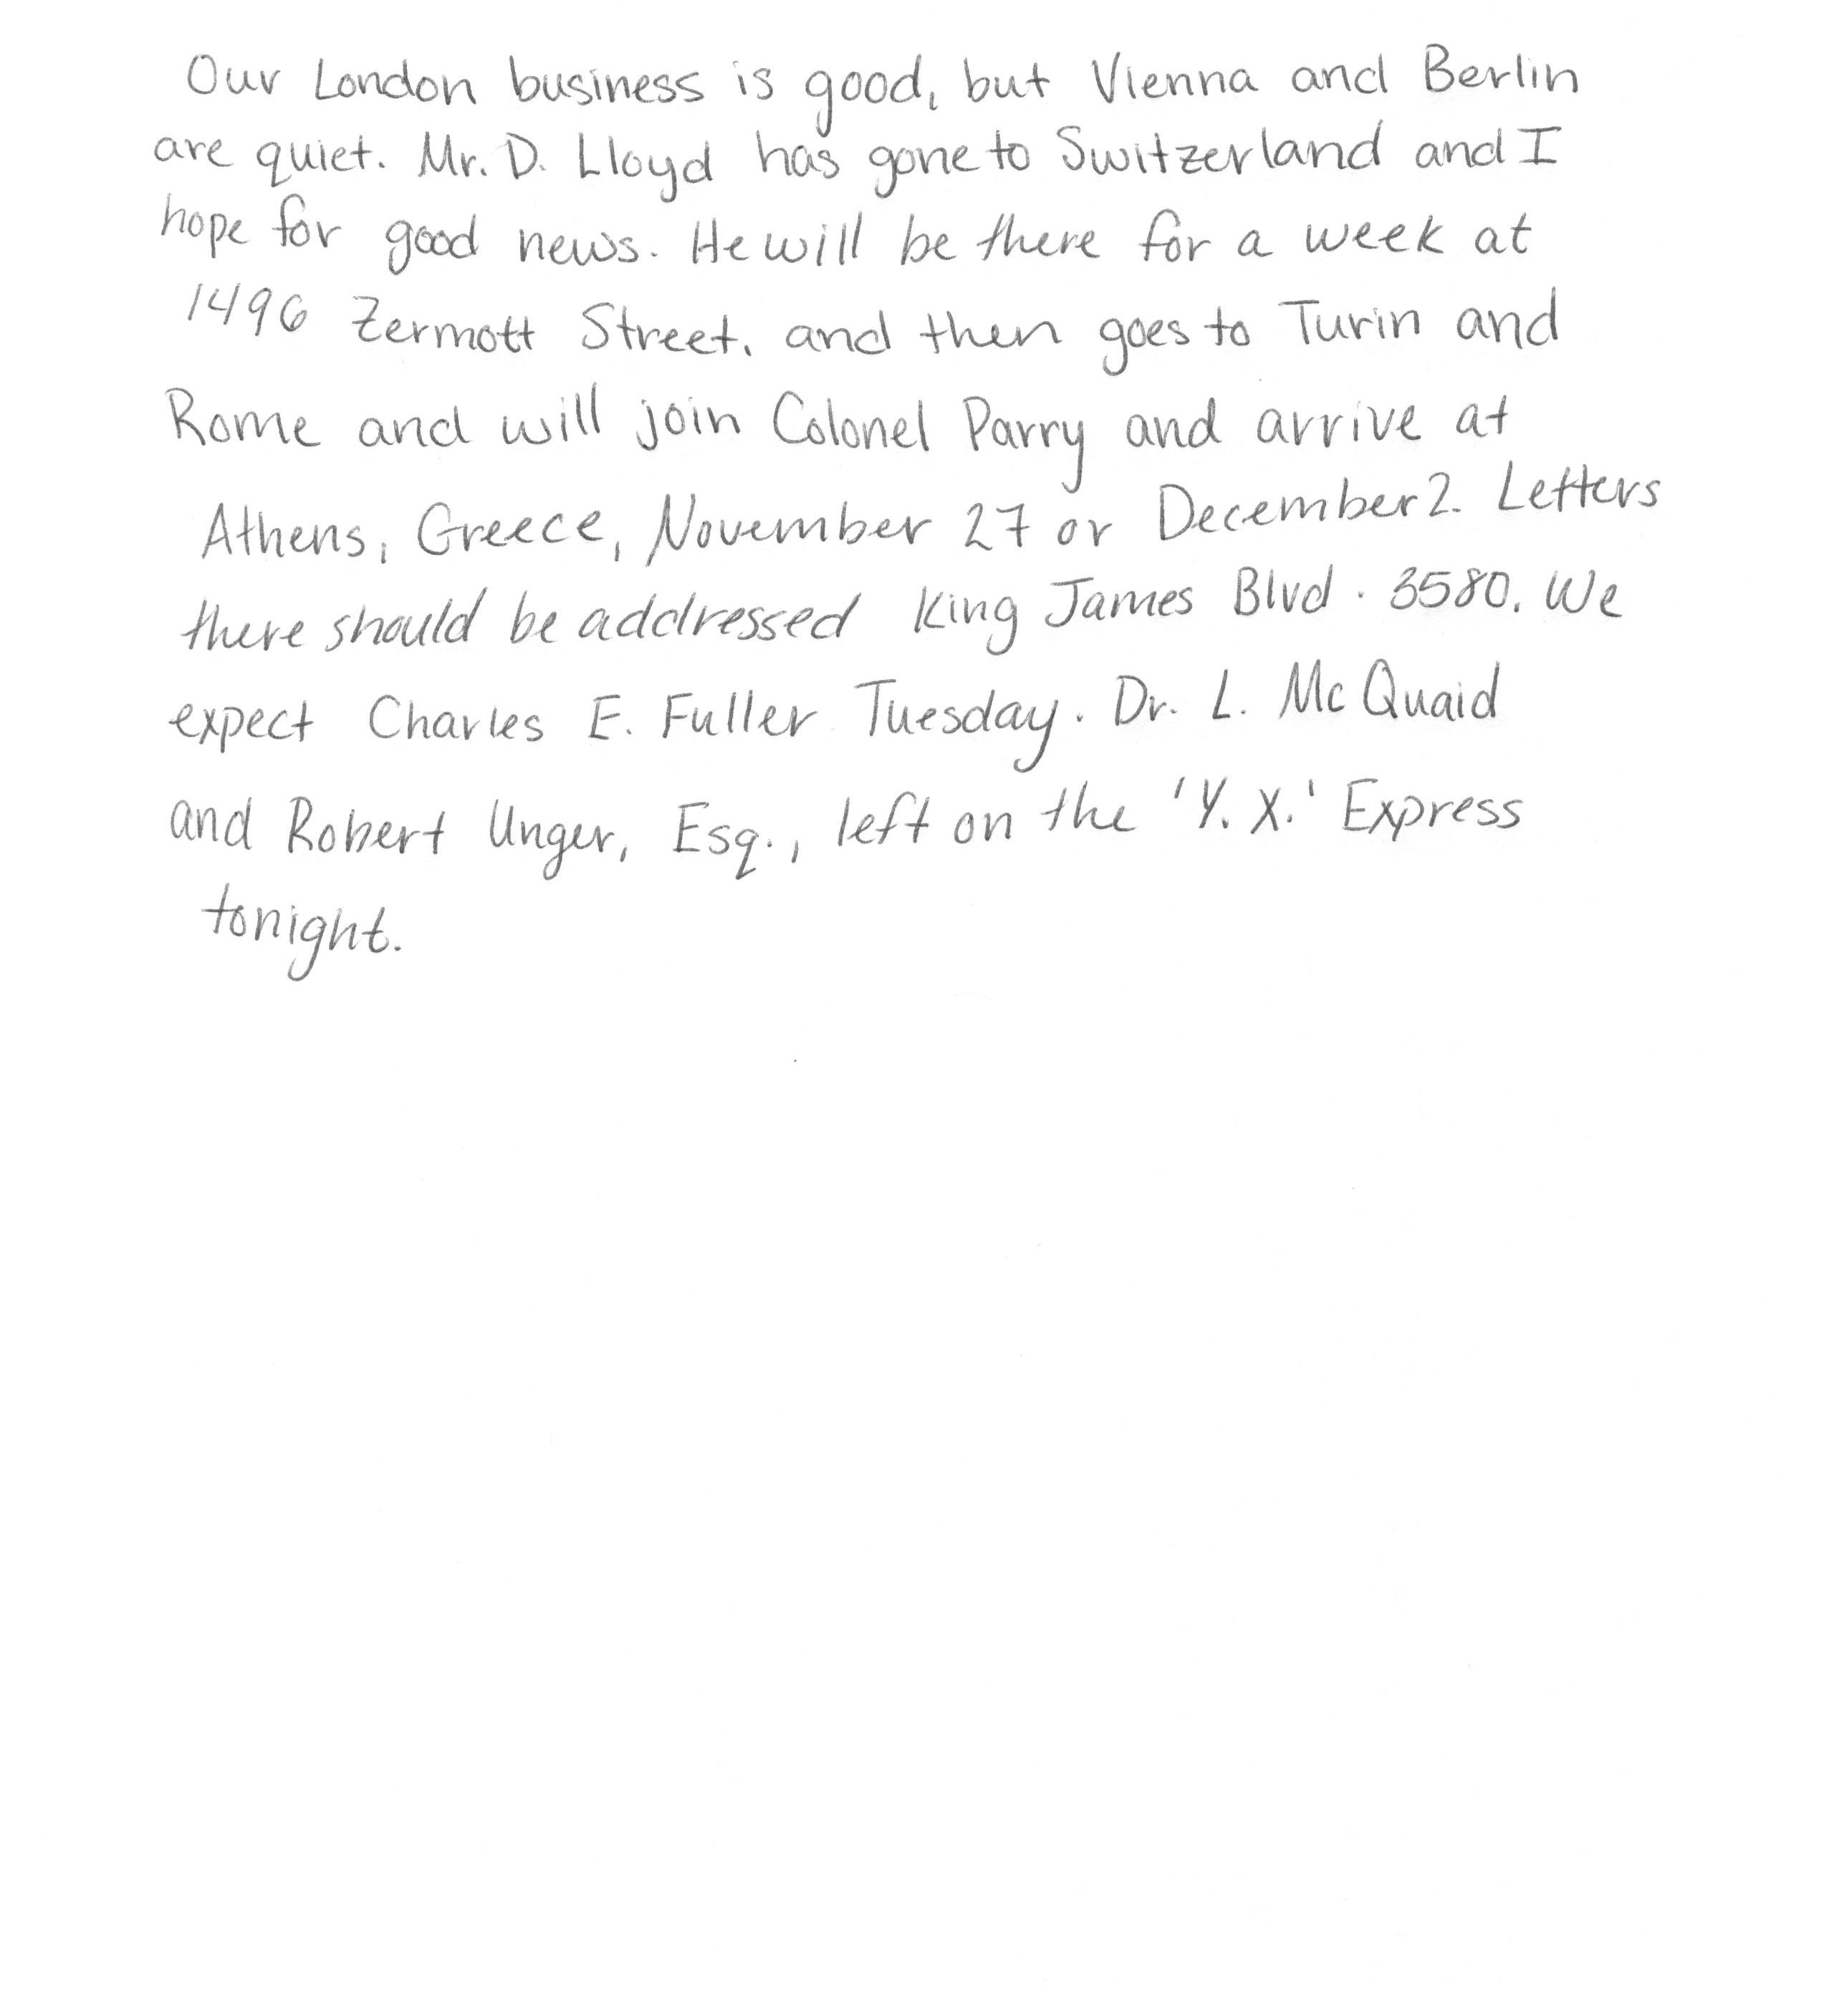 Our London business is good, but Vienna and Berlin
are quiet. Mr. D. Lloyd has gone to Switzerland and I
hope for good news. He will be there for a week at
1496 Zermott Street, and then goes to Turin and
Rome and will join Colonel Parry and arrive at
Athens, Greece, November 27 or December 2. Letters
there should be addressed King James Blvd. 3580. We
expect Charles E. Fuller Tuesday. Dr. L. McQuaid
and Robert Unger, Esq., left on the 'Y. X.' Express
tonight.